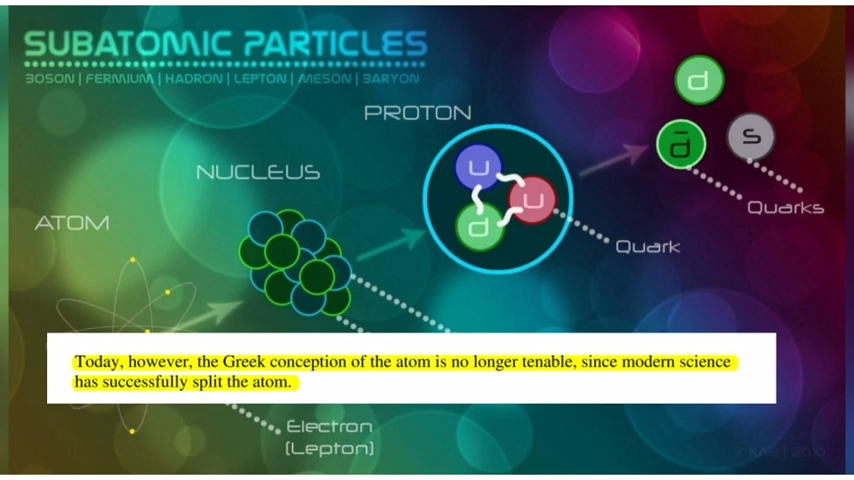 SUBATOMIC PARTICLES
BOSON | FERMIUM | HADRON | LEPTON | MESON | BARYON
PROTON
d
d̄
s
U
U
d
NUCLEUS
Quarks
ATOM
Quark
Today, however, the Greek conception of the atom is no longer tenable, since modern science
has successfully split the atom.
Electron
(Lepton)